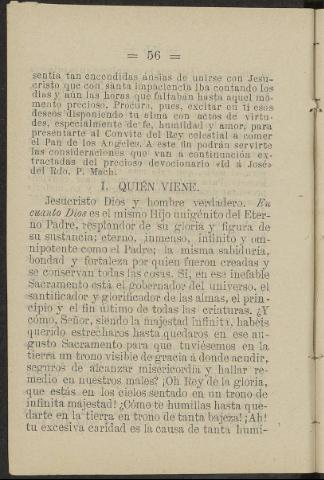 = 56 =
sentía tan encendidas ánsias de unirse con Jesu-
cristo que con santa impaciencia iba contando los
días y aún las horas que faltaban hasta aquel mo-
mento precioso. Procura, pues, excitar en ti esos
deseos disponiendo tu alma con actos de virtu-
des, especialmente de fe, humildad y amor, para
presentarte al Convite del Rey celestial a comer
el Pan de los Angeles. A este fin podrán servirte
las consideraciones que van a continuación ex-
tractadas del precioso devocionario «Id á José»
del Rdo. P. Mach.
I. QUIÉN VIENE.
Jesucristo Dios y hombre verdadero. En
cuanto Dios es el mismo Hijo unigénito del Eter-
no Padre, resplendor de su gloria y figura de
su sustancia; eterno, inmenso, infinito y om-
nipotente como el Padre; la misma sabiduría,
bondad y fortaleza por quien fueron creadas y
se conservan todas las cosas. Sí, en ese inefable
Sacramento está el gobernador del universo, el
santificador y glorificador de las almas, el prin-
cipio y el fin último de todas las criaturas. ¿Y
cómo, Señor, siendo la majestad infinita, habéis
querido estrecharos hasta quedaros en ese au-
gusto Sacramento para que tuviésemos en la
tierra un trono visible de gracia á donde acudir,
seguros de alcanzar misericordia y hallar re-
medio en nuestros males? ¡Oh Rey de la gloria,
que estás en los cielos sentado en un trono de
infinita majestad! ¿Cómo te humillas hasta que-
darte en la tierra en trono de tanta bajeza? ¡Ah!
tu excesiva caridad es la causa de tanta humi-